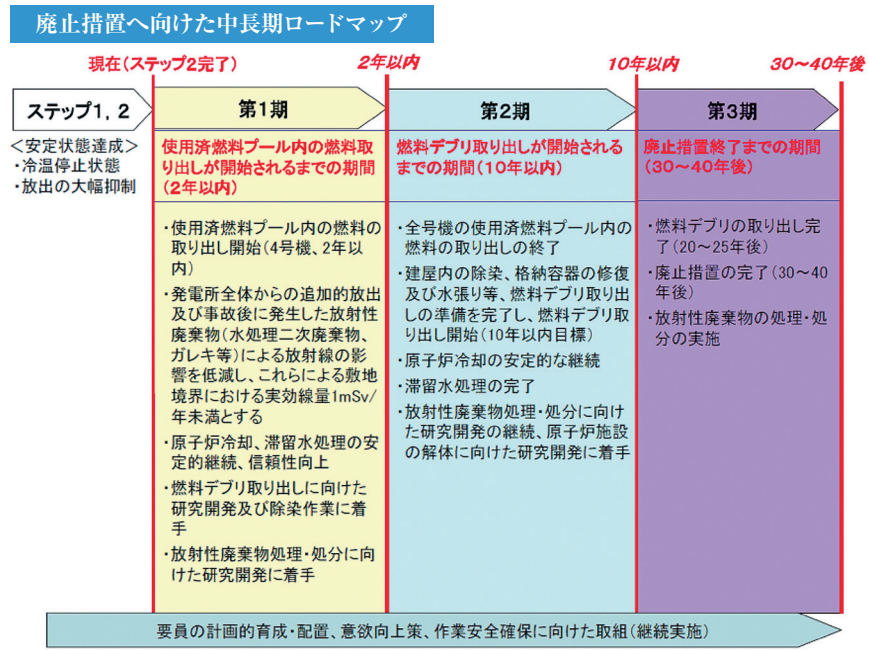 廃止措置へ向けた中長期ロードマップ
現在(ステップ2完了)
2年以内
10年以内
30～40年後
ステップ1, 2
第1期
第2期
第3期
＜安定状態達成＞
・冷温停止状態
・放出の大幅抑制
使用済燃料プール内の燃料取
り出しが開始されるまでの期間
(2年以内)
・使用済燃料プール内の燃料の
取り出し開始(4号機、2年以
内)
・発電所全体からの追加的放出
及び事故後に発生した放射性
廃棄物(水処理二次廃棄物、
ガレキ等)による放射線の影
響を低減し、これらによる敷地
境界における実効線量1mSv/
年未満とする
・原子炉冷却、滞留水処理の安
定的継続、信頼性向上
・燃料デブリ取り出しに向けた
研究開発及び除染作業に着
手
・放射性廃棄物処理・処分に向
けた研究開発に着手
燃料デブリ取り出しが開始される
までの期間(10年以内)
・全号機の使用済燃料プール内の
燃料の取り出しの終了
・建屋内の除染、格納容器の修復
及び水張り等、燃料デブリ取り出
しの準備を完了し、燃料デブリ取
り出し開始(10年以内目標)
・原子炉冷却の安定的な継続
・滞留水処理の完了
・放射性廃棄物処理・処分に向け
た研究開発の継続、原子炉施設
の解体に向けた研究開発に着手
廃止措置終了までの期間
(30～40年後)
・燃料デブリの取り出し完
了(20～25年後)
・廃止措置の完了(30～40
年後)
・放射性廃棄物の処理・処
分の実施
要員の計画的育成・配置、意欲向上策、作業安全確保に向けた取組(継続実施)